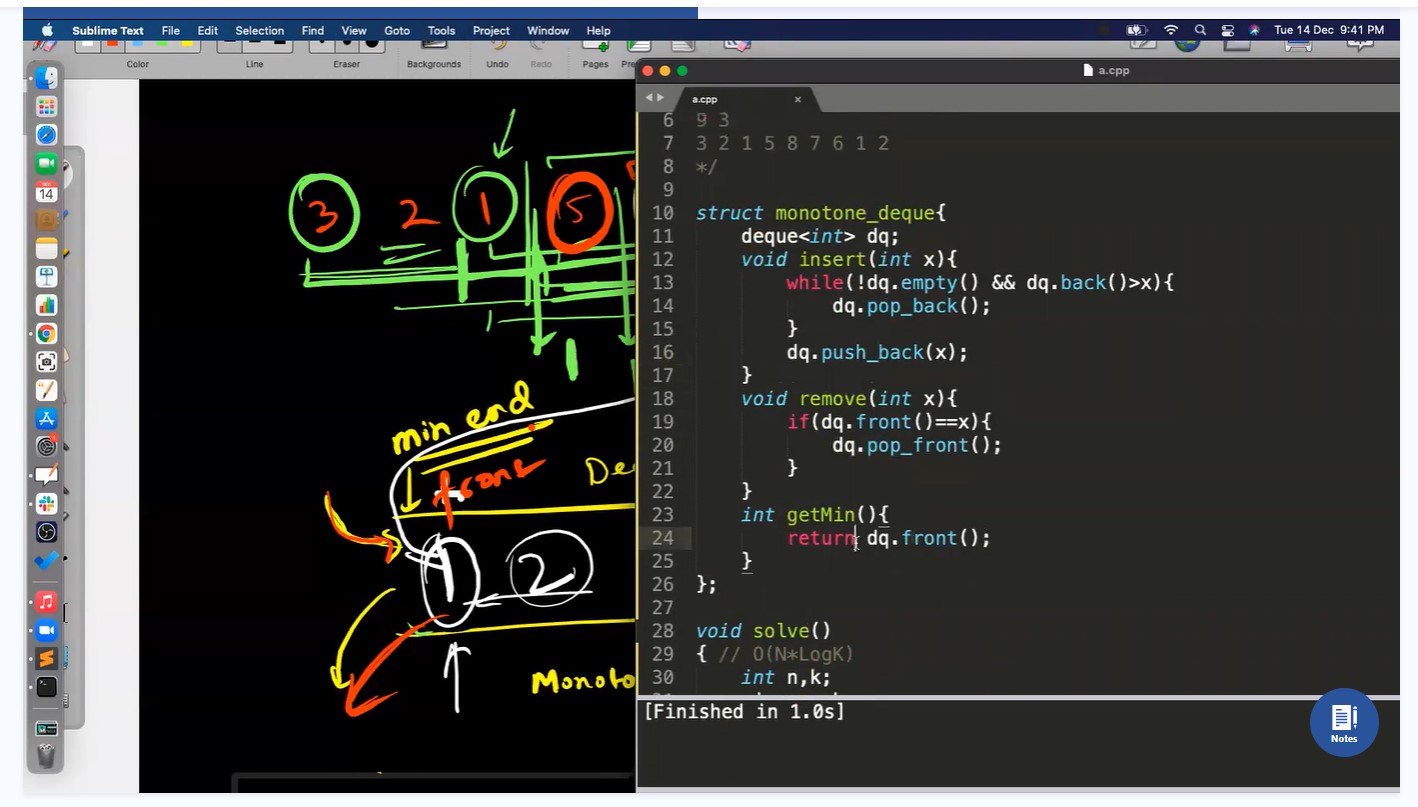 Sublime Text File Edit Selection Find View Goto Tools Project Window Help Tue 14 Dec 9:41 PM
Color Line Eraser Backgrounds Undo Redo Pages Pre
a.cpp
a.cpp
6 9 3
7 3 2 1 5 8 7 6 1 2
8 */
9
10 struct monotone_deque{
11 deque<int> dq;
12 void insert(int x){
13 while(!dq.empty() && dq.back()>x){
14 dq.pop_back();
15 }
16 dq.push_back(x);
17 }
18 void remove(int x){
19 if(dq.front()==x){
20 dq.pop_front();
21 }
22 }
23 int getMin(){
24 return dq.front();
25 }
26 };
27
28 void solve()
29 { // O(N*LogK)
30 int n,k;
[Finished in 1.0s]
3 2 1 5
1
min end
front
De
1 2
Monoto
DEC
14
Notes